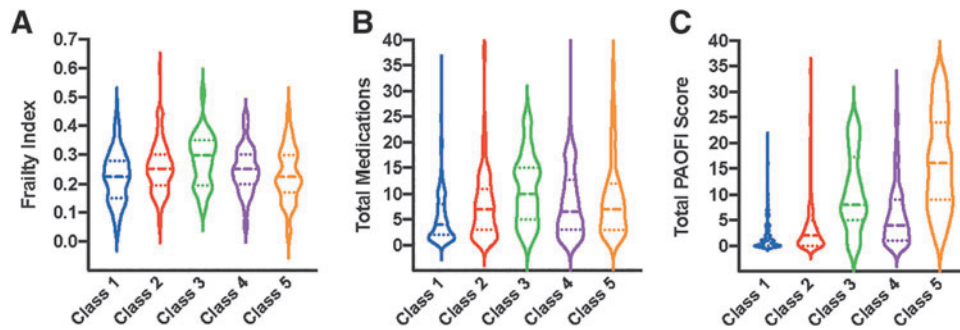 A
Frailty Index
0.7
0.6
0.5
0.4
0.3
0.2
0.1
0.0
Class 1
Class 2
Class 3
Class 4
Class 5
B
Total Medications
40
35
30
25
20
15
10
5
0
Class 1
Class 2
Class 3
Class 4
Class 5
C
Total PAOFI Score
40
35
30
25
20
15
10
5
0
Class 1
Class 2
Class 3
Class 4
Class 5